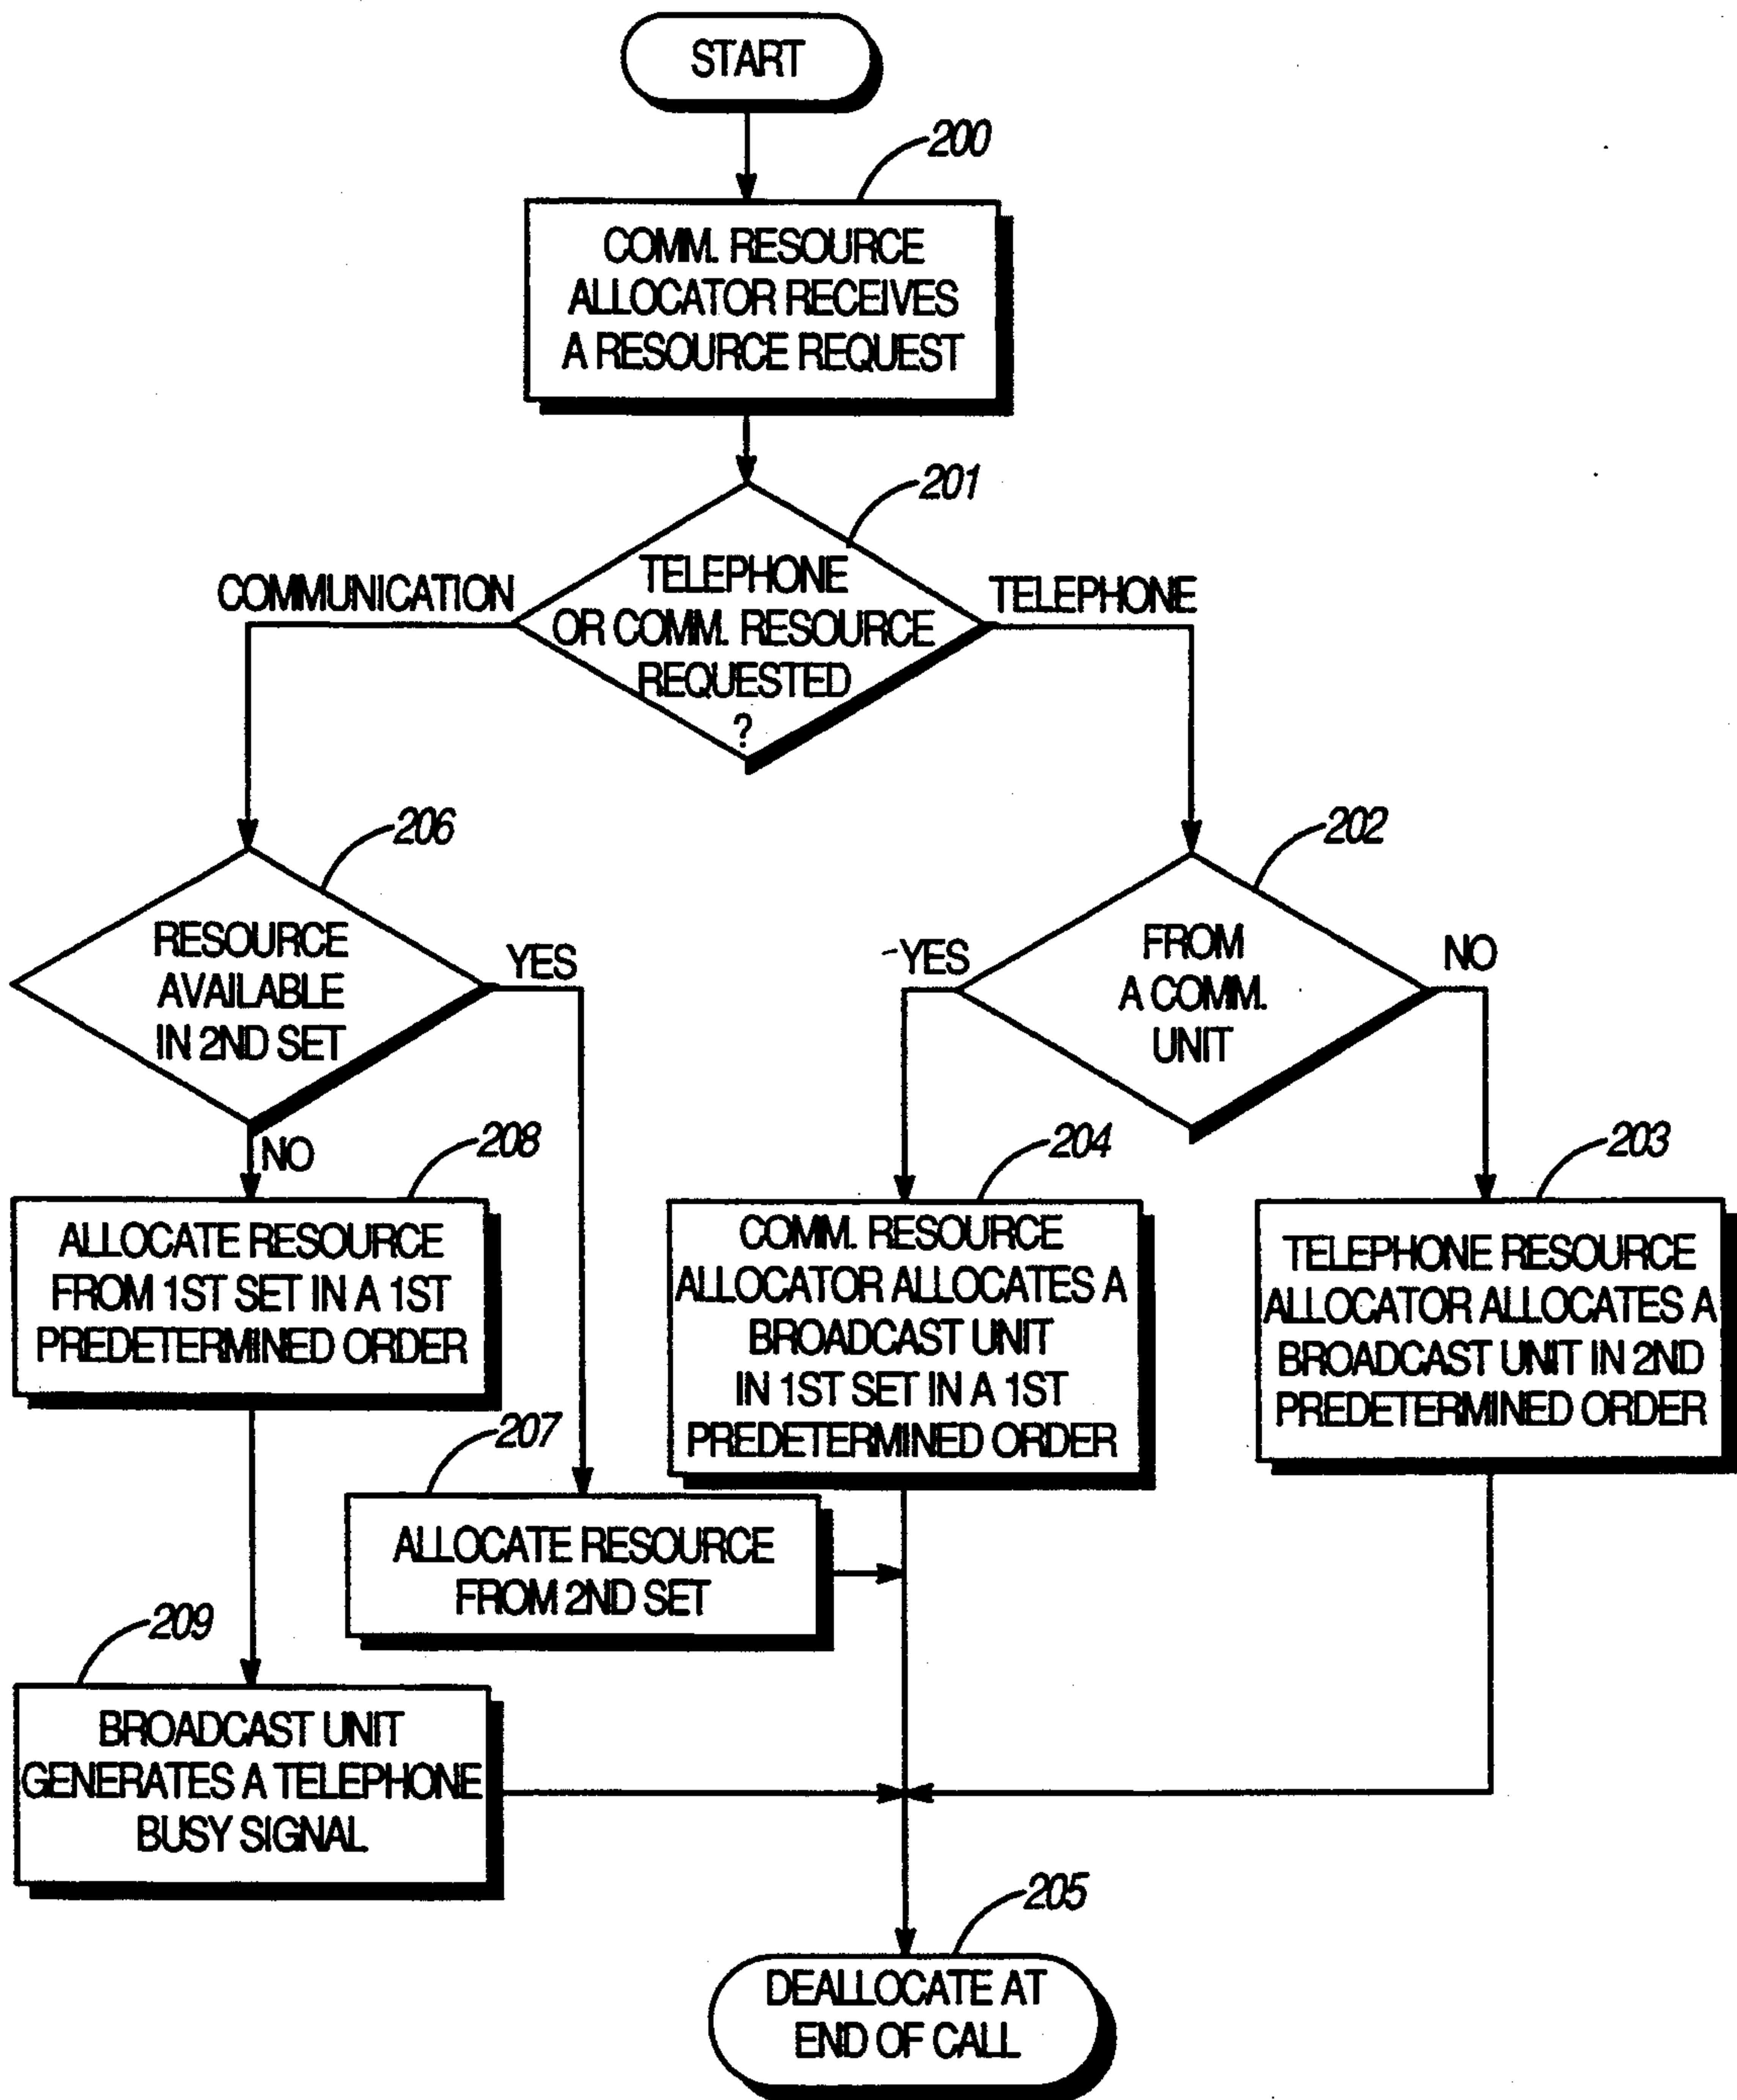 START
200
COMM. RESOURCE
ALLOCATOR RECEIVES
A RESOURCE REQUEST
201
TELEPHONE
OR COMM. RESOURCE
REQUESTED
?
COMMUNICATION
TELEPHONE
206
RESOURCE
AVAILABLE
IN 2ND SET
YES
NO
202
FROM
A COMM.
UNIT
YES
NO
208
ALLOCATE RESOURCE
FROM 1ST SET IN A 1ST
PREDETERMINED ORDER
204
COMM. RESOURCE
ALLOCATOR ALLOCATES A
BROADCAST UNIT
IN 1ST SET IN A 1ST
PREDETERMINED ORDER
203
TELEPHONE RESOURCE
ALLOCATOR ALLOCATES A
BROADCAST UNIT IN 2ND
PREDETERMINED ORDER
207
ALLOCATE RESOURCE
FROM 2ND SET
209
BROADCAST UNIT
GENERATES A TELEPHONE
BUSY SIGNAL
205
DEALLOCATE AT
END OF CALL